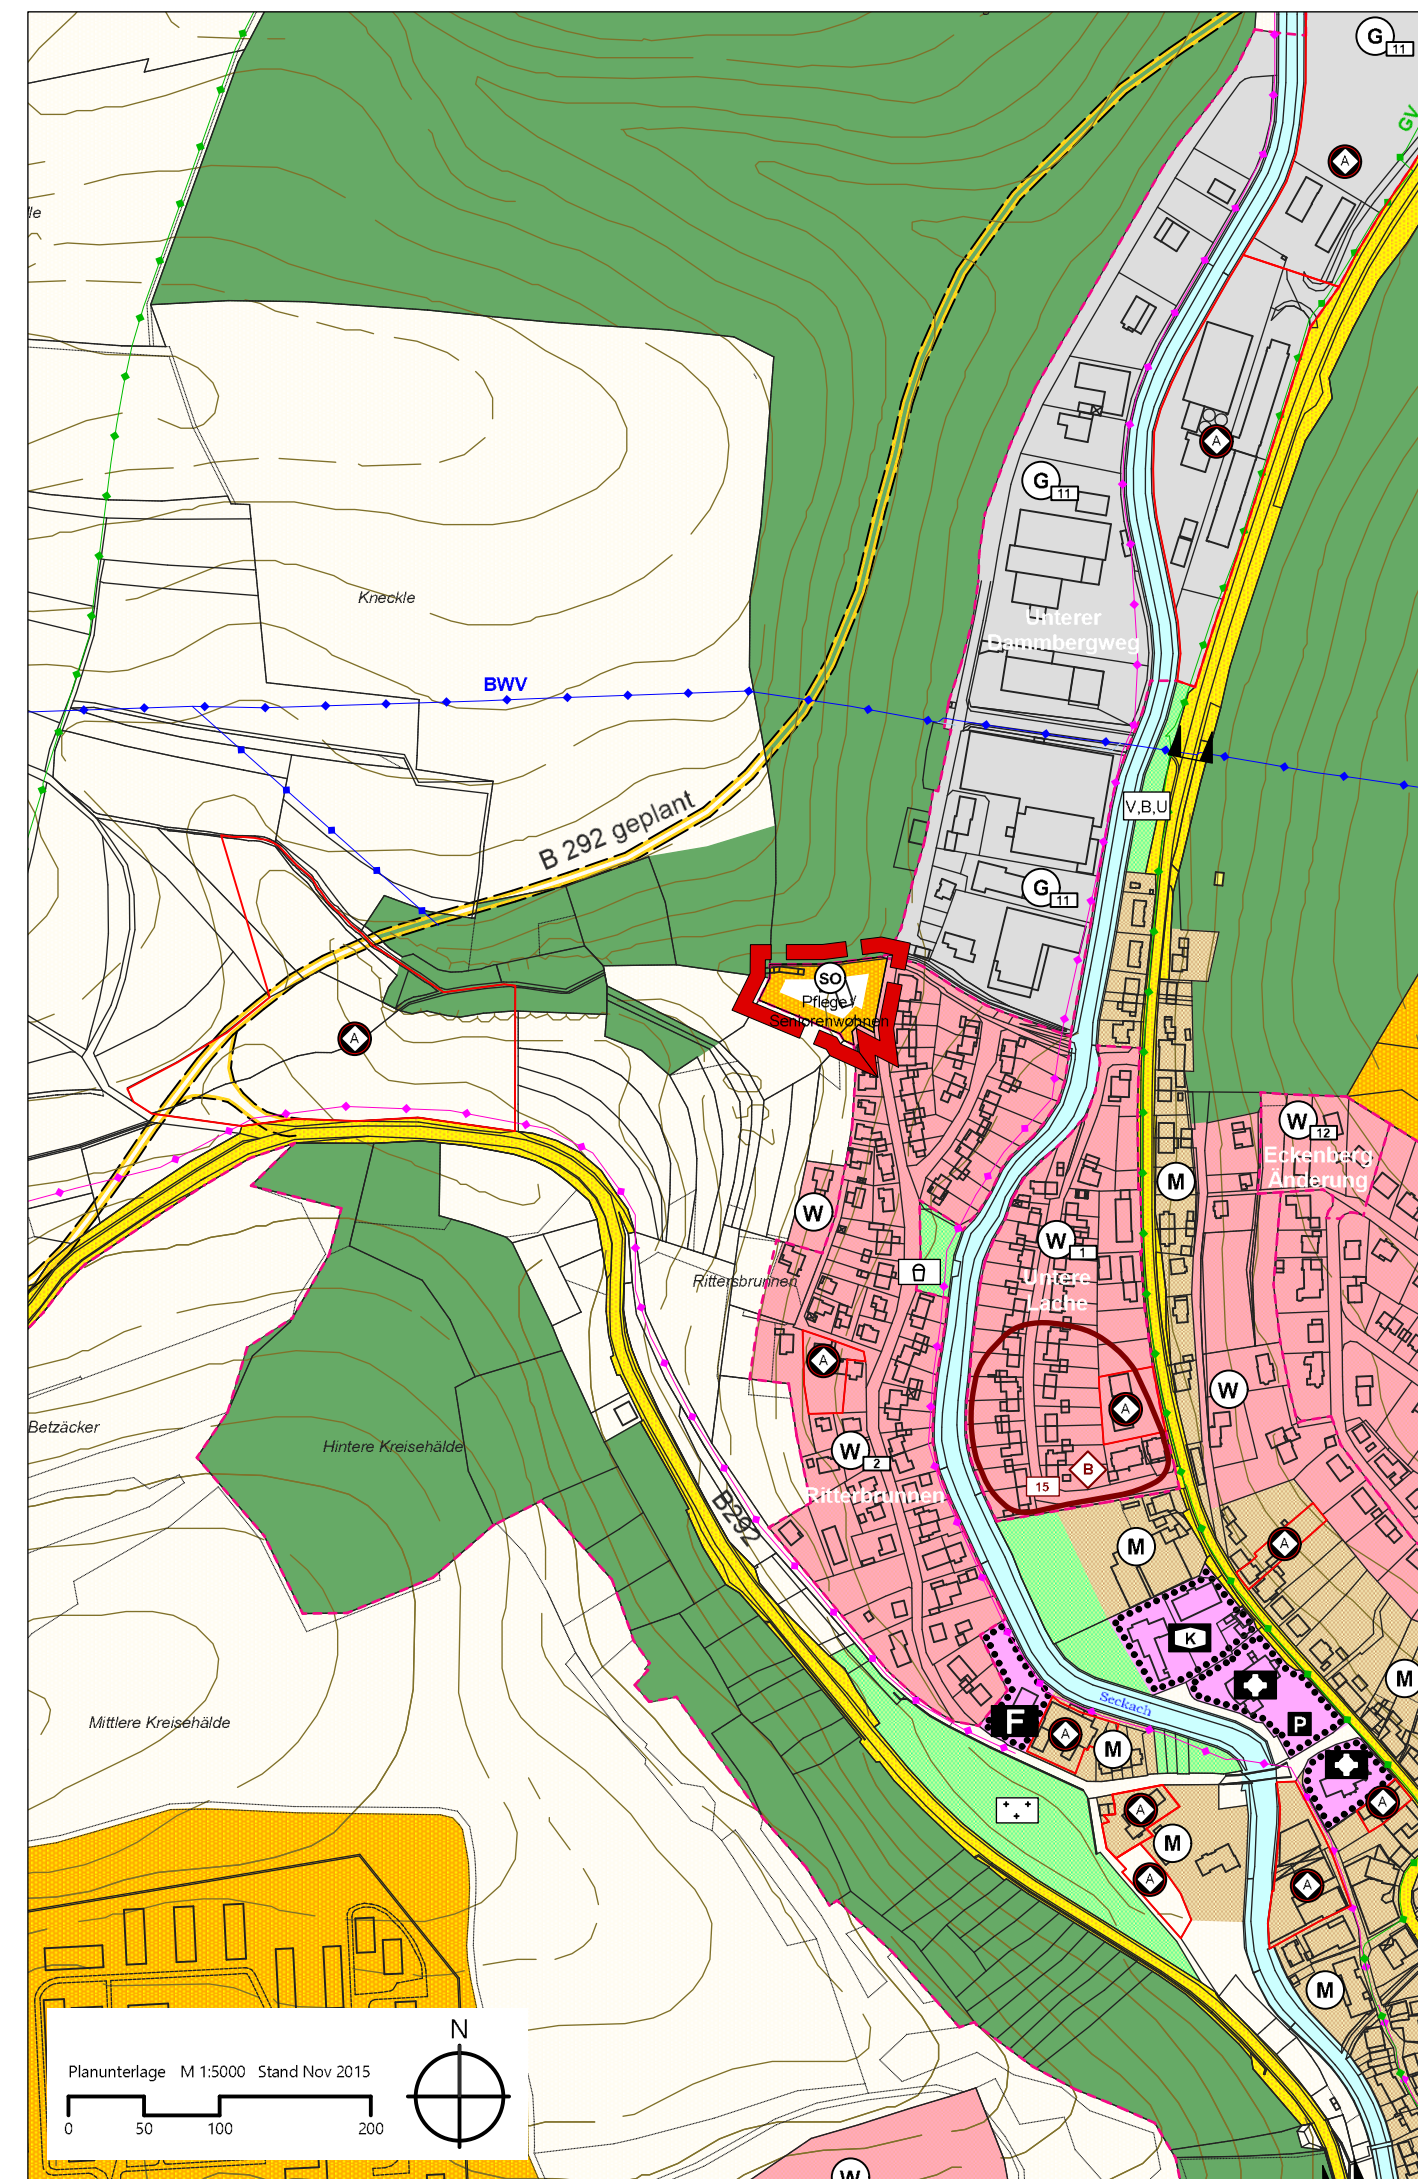 G
11
GV
A
A
G
11
Kneckle
Unterer
Dammbergweg
BWV
V,B,U
B 292 geplant
G
11
SO
Pflege /
Seniorenwohnen
A
W
12
Eckenberg
Änderung
M
W
W
1
Untere
Lache
Rittersbrunnen
A
W
A
Betzäcker
Hintere Kreisehälde
W
2
B
15
Ritterbrunnen
B292
M
A
K
M
Seckach
P
F
A
M
Mittlere Kreisehälde
A
A
M
A
A
M
N
Planunterlage M 1:5000 Stand Nov 2015
0 50 100 200
W